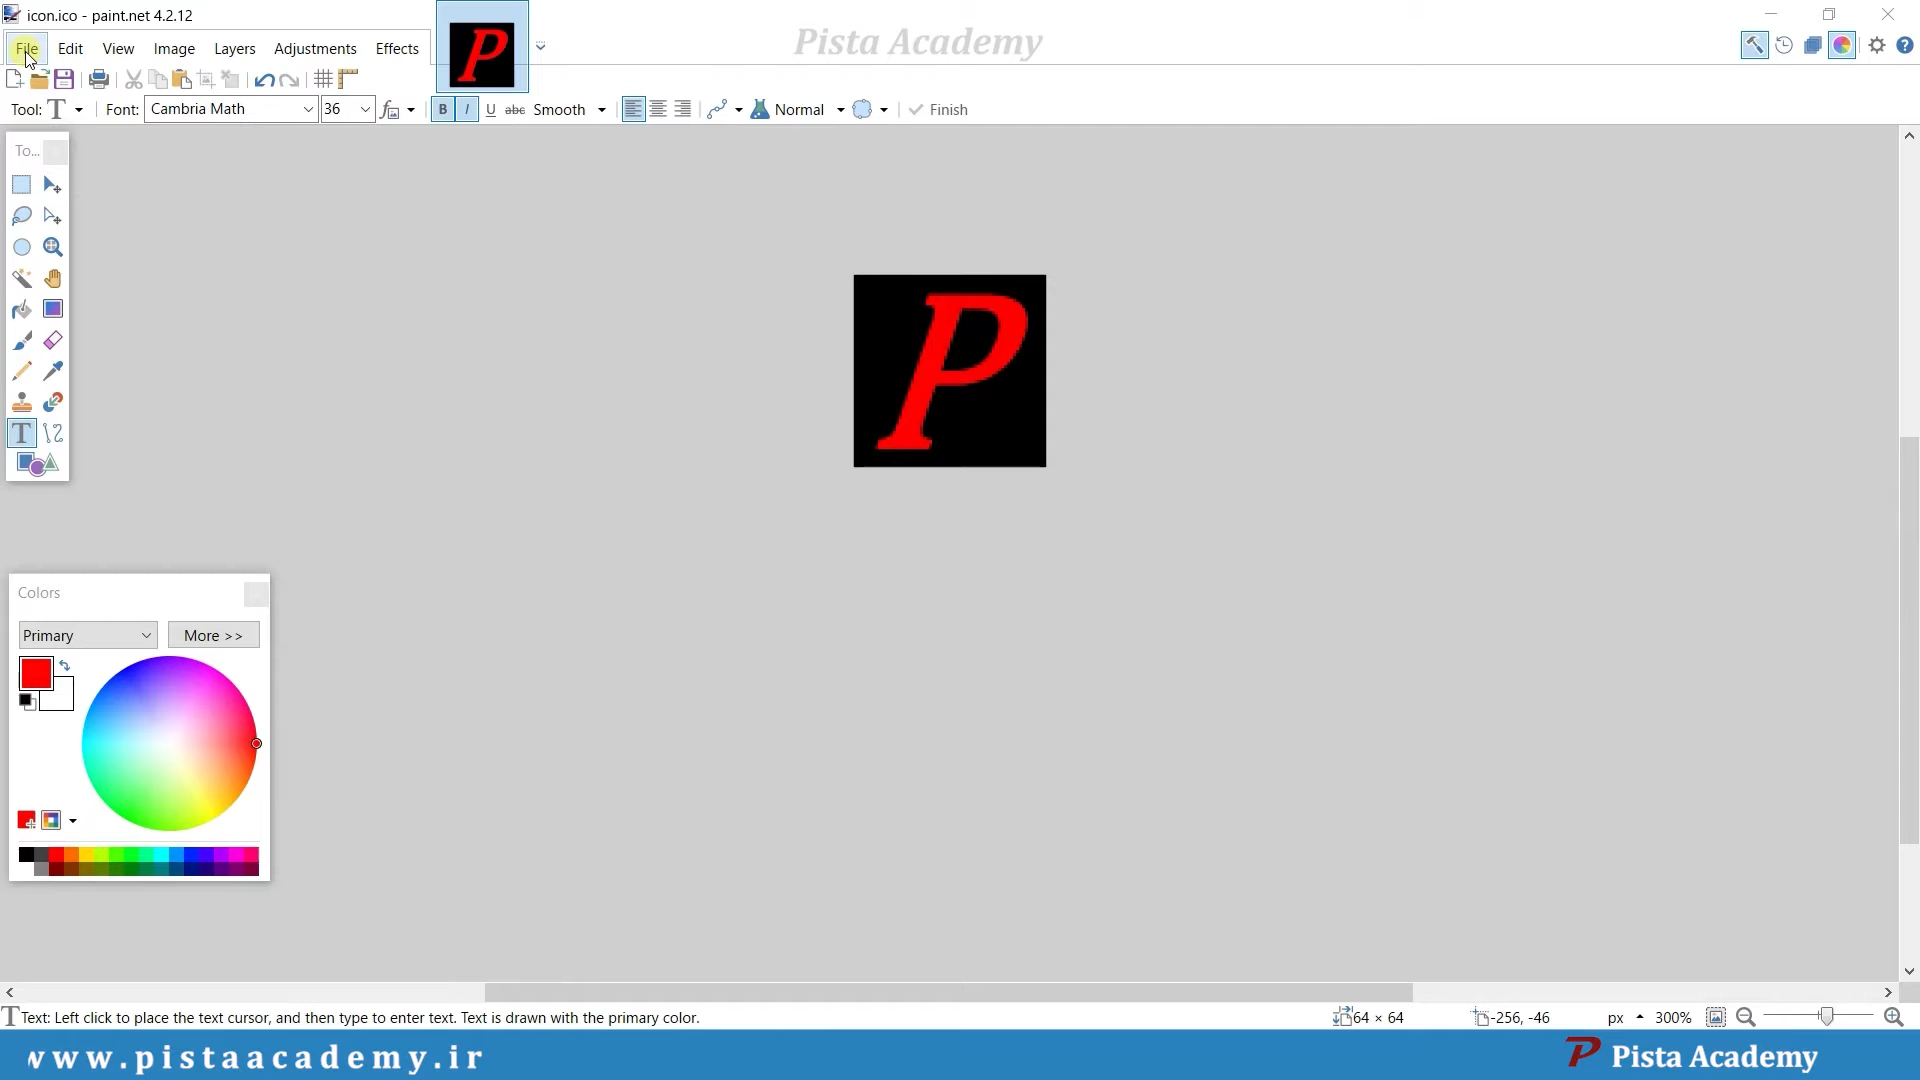 icon.ico - paint.net 4.2.12
File Edit View Image Layers Adjustments Effects
P
Pista Academy
Tool: T Font: Cambria Math 36 B I U abc Smooth Normal Finish
To...
T
P
Colors
Primary More >>
Text: Left click to place the text cursor, and then type to enter text. Text is drawn with the primary color. 64 × 64 -256, -46 px 300%
www.pistaacademy.ir P Pista Academy